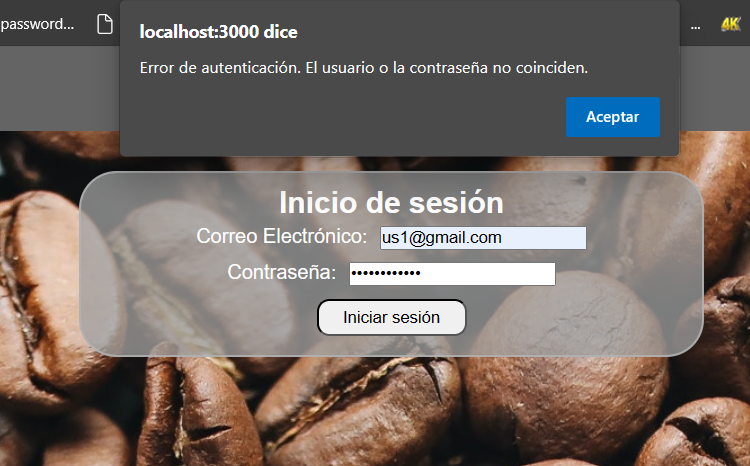 password...
...
4K
localhost:3000 dice
Error de autenticación. El usuario o la contraseña no coinciden.
Aceptar
Inicio de sesión
Correo Electrónico: us1@gmail.com
Contraseña: ••••••••••••
Iniciar sesión